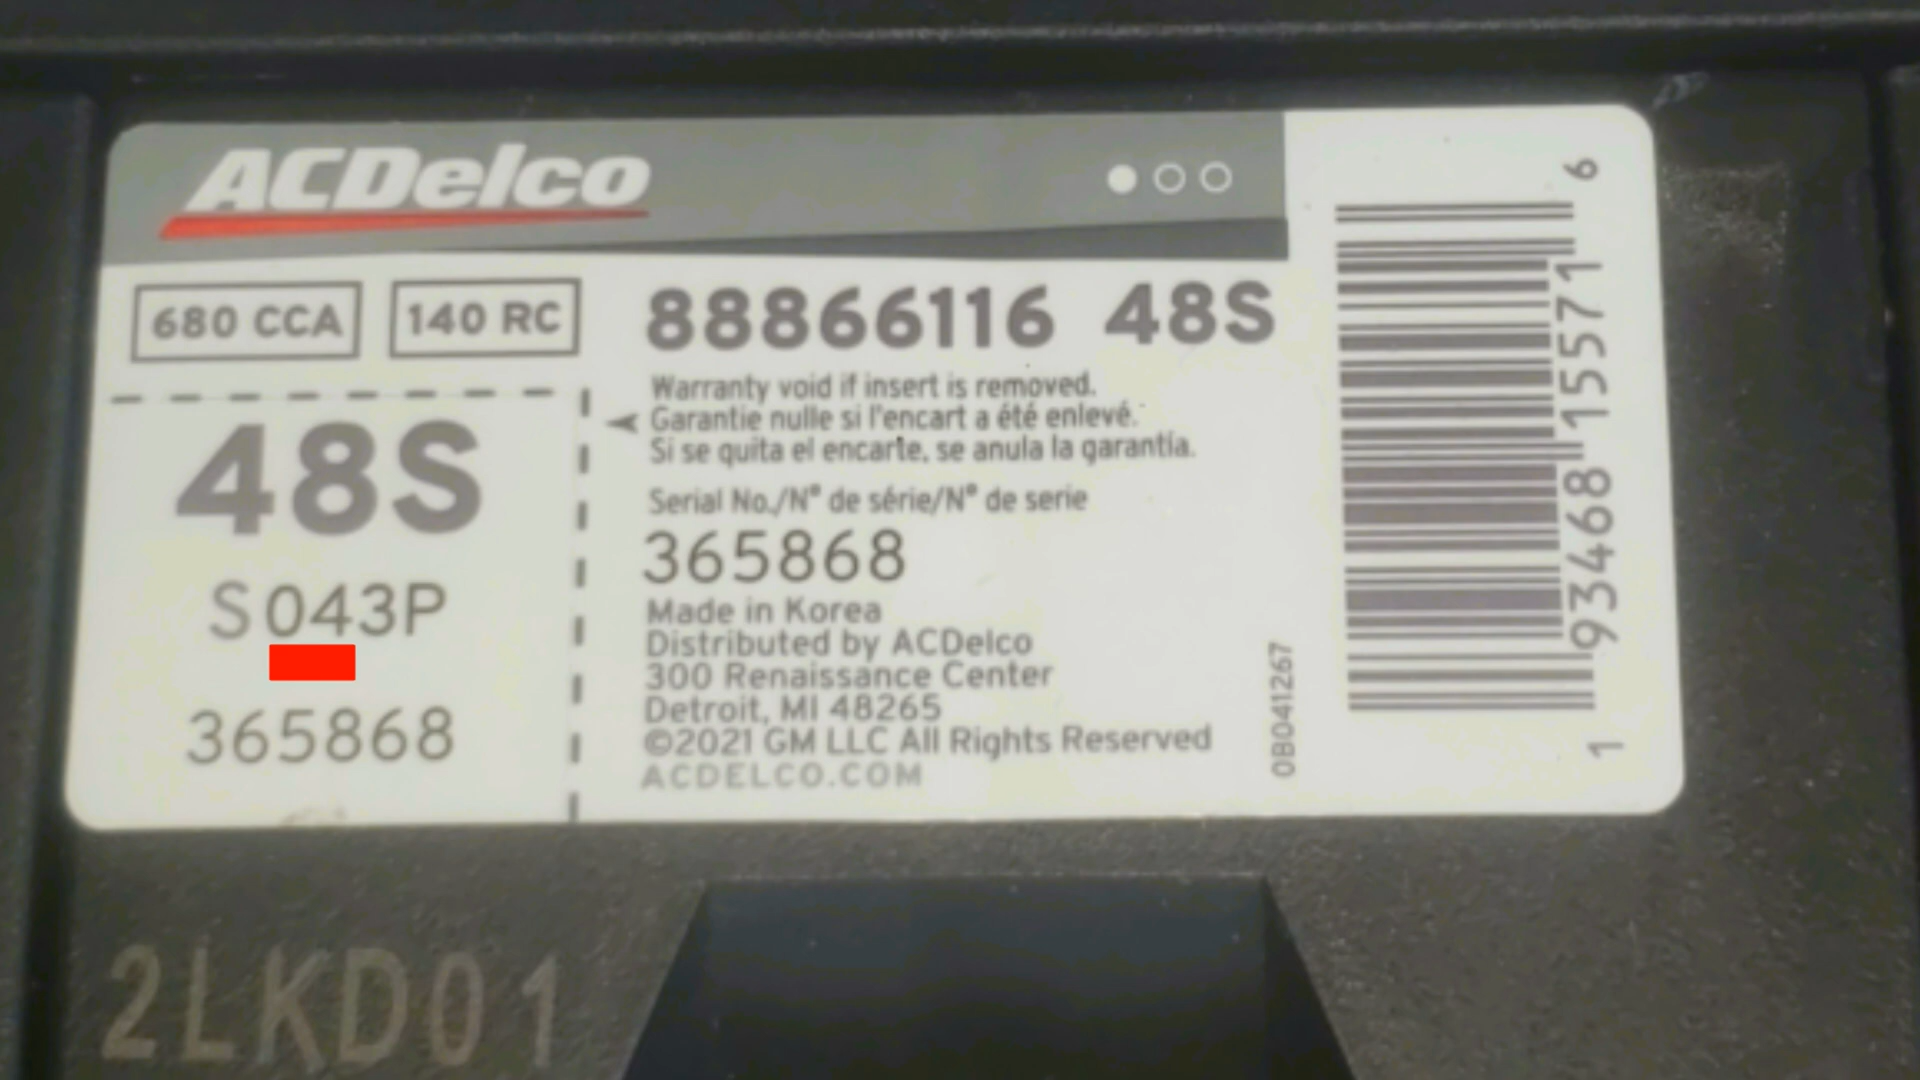 ACDelco
680 CCA
140 RC
88866116 48S
Warranty void if insert is removed.
Garantie nulle si l'encart a été enlevé.
Si se quita el encarte, se anula la garantía.
48S
S043P
365868
Serial No./N° de série/N° de serie
365868
Made in Korea
Distributed by ACDelco
300 Renaissance Center
Detroit, MI 48265
©2021 GM LLC All Rights Reserved
ACDELCO.COM
0B041267
1 93468 15571 6
2LKD01